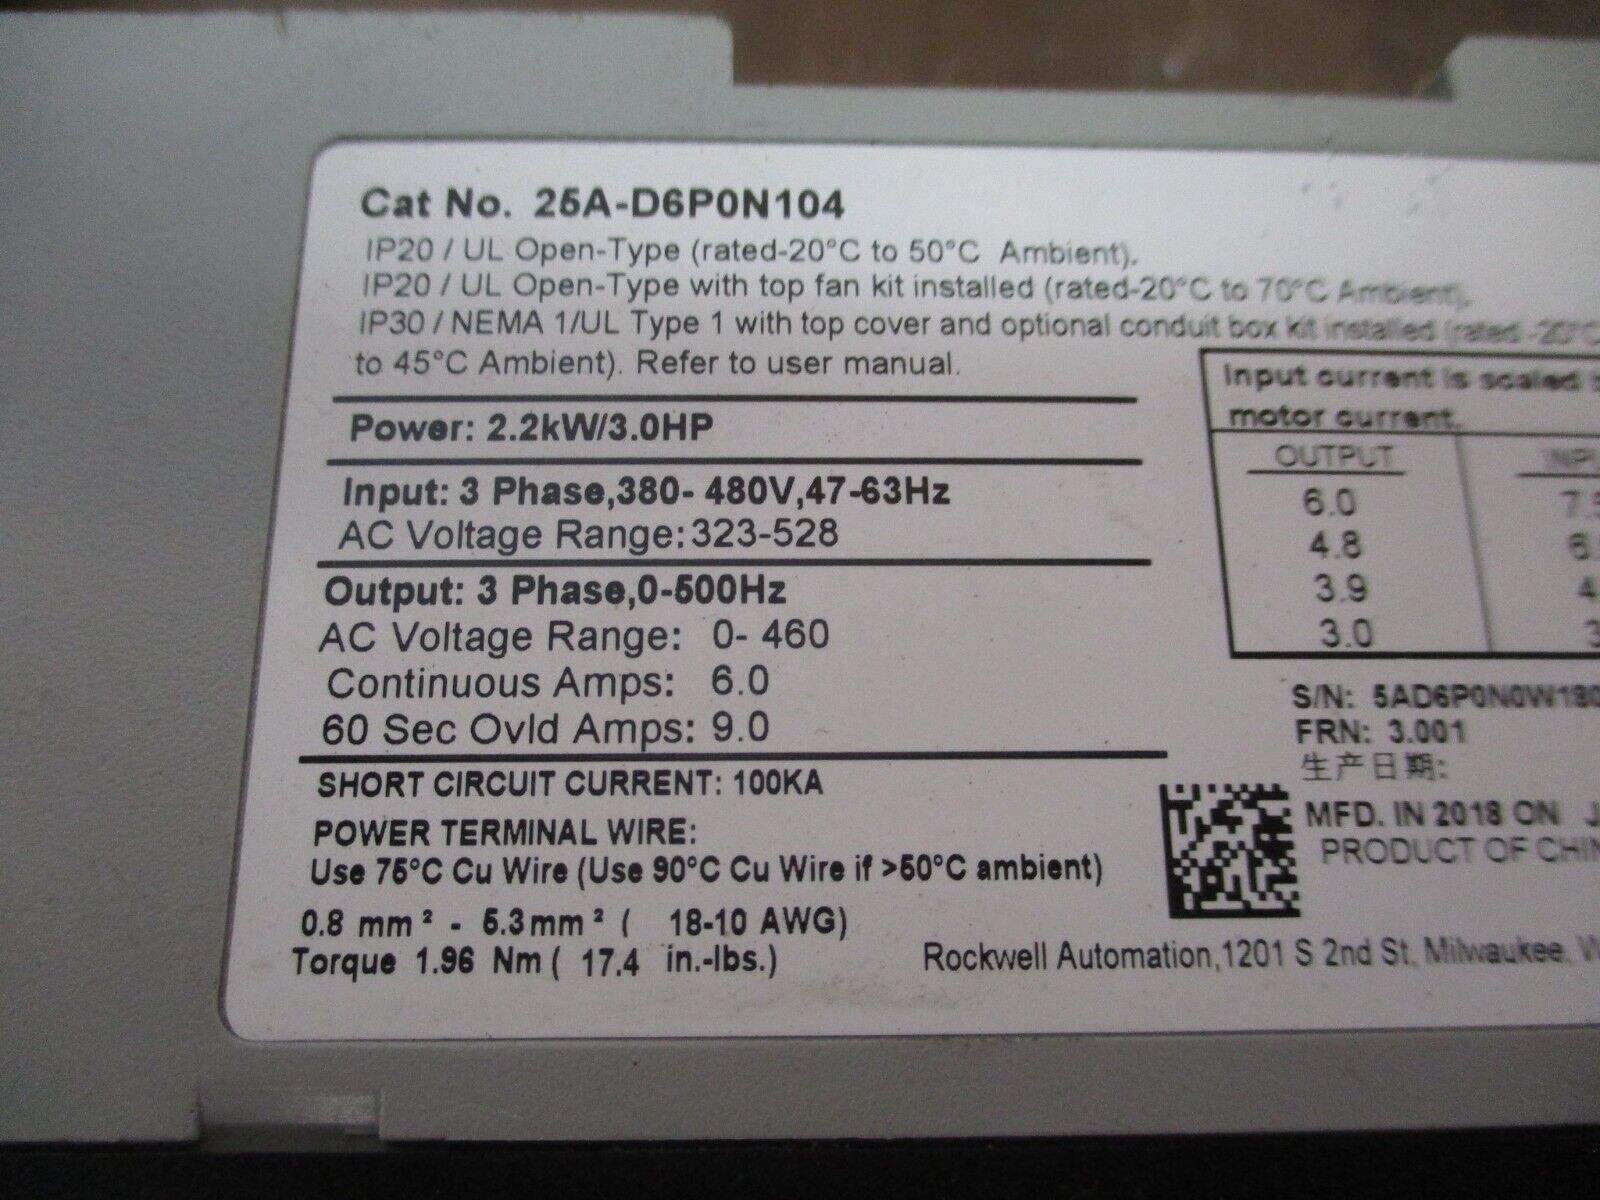 Cat No. 25A-D6P0N104
IP20 / UL Open-Type (rated-20°C to 50°C Ambient).
IP20 / UL Open-Type with top fan kit installed (rated-20°C to 70°C Ambient).
IP30 / NEMA 1/UL Type 1 with top cover and optional conduit box kit installed (rated -20°C
to 45°C Ambient). Refer to user manual.
Power: 2.2kW/3.0HP
Input: 3 Phase,380- 480V,47-63Hz
AC Voltage Range:323-528
Output: 3 Phase,0-500Hz
AC Voltage Range: 0- 460
Continuous Amps: 6.0
60 Sec Ovld Amps: 9.0
SHORT CIRCUIT CURRENT: 100KA
POWER TERMINAL WIRE:
Use 75°C Cu Wire (Use 90°C Cu Wire if >50°C ambient)
0.8 mm² - 5.3mm² ( 18-10 AWG)
Torque 1.96 Nm ( 17.4 in.-lbs.)
Input current is scaled
motor current.
OUTPUT
6.0
4.8
3.9
3.0
S/N: 5AD6P0N0W180
FRN: 3.001
生产日期:
MFD. IN 2018 ON J
PRODUCT OF CHIN
Rockwell Automation,1201 S 2nd St, Milwaukee, W